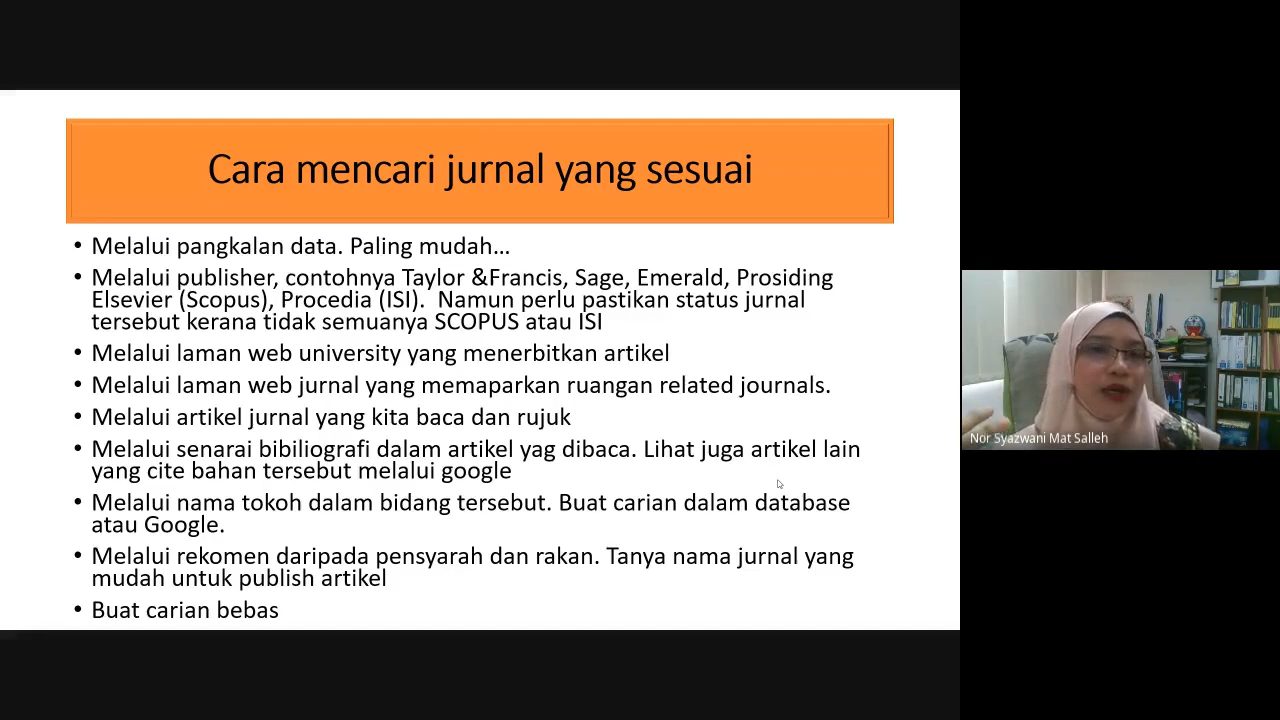 Cara mencari jurnal yang sesuai
• Melalui pangkalan data. Paling mudah...
• Melalui publisher, contohnya Taylor &Francis, Sage, Emerald, Prosiding
Elsevier (Scopus), Procedia (ISI). Namun perlu pastikan status jurnal
tersebut kerana tidak semuanya SCOPUS atau ISI
• Melalui laman web university yang menerbitkan artikel
• Melalui laman web jurnal yang memaparkan ruangan related journals.
• Melalui artikel jurnal yang kita baca dan rujuk
• Melalui senarai bibiliografi dalam artikel yag dibaca. Lihat juga artikel lain
yang cite bahan tersebut melalui google
• Melalui nama tokoh dalam bidang tersebut. Buat carian dalam database
atau Google.
• Melalui rekomen daripada pensyarah dan rakan. Tanya nama jurnal yang
mudah untuk publish artikel
• Buat carian bebas
Nor Syazwani Mat Salleh